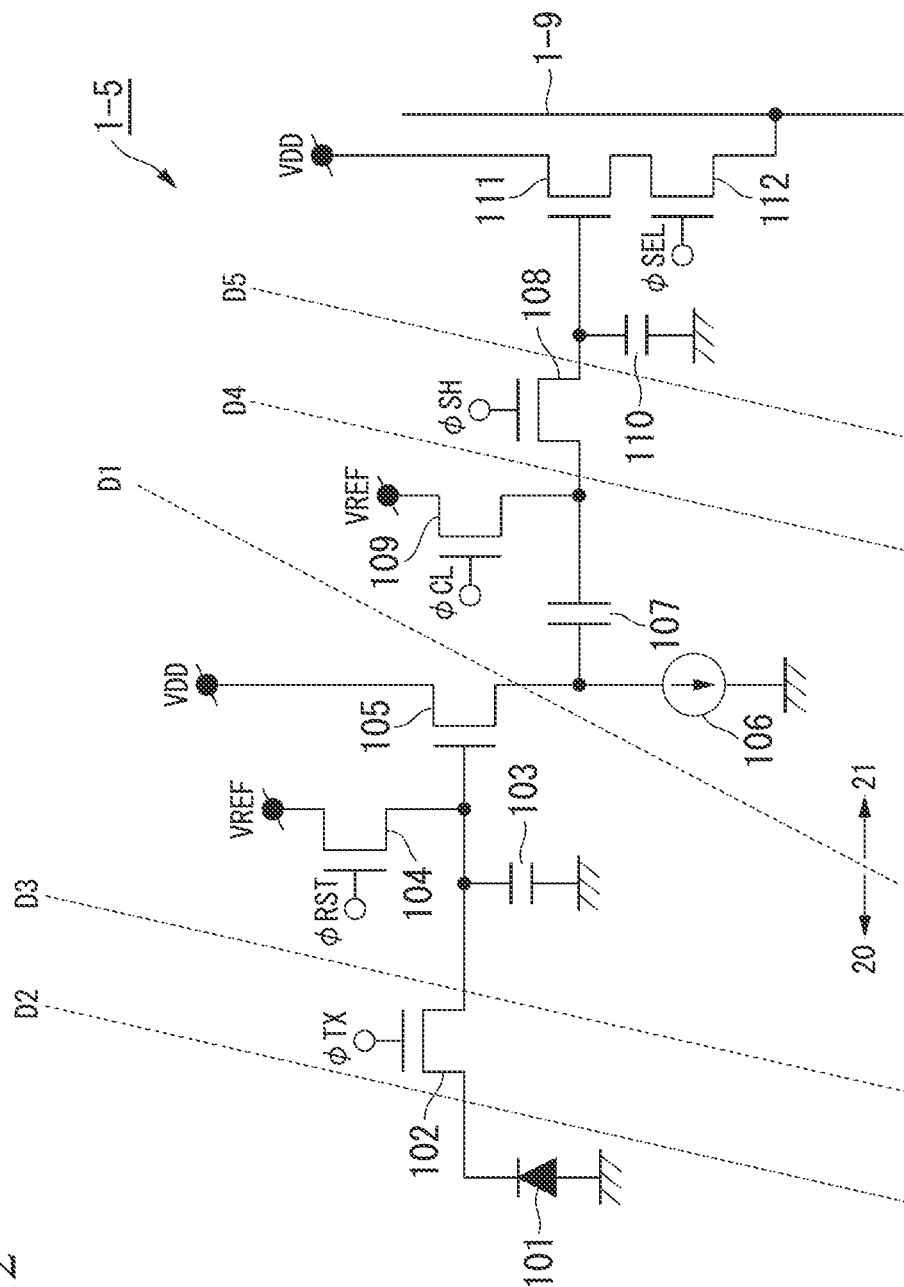 2
1-5
D2
D3
D1
D4
D5
VDD
VREF
VDD
VREF
φRST
φTX
φCL
φSH
φSEL
101
102
103
104
105
106
107
108
109
110
111
112
1-9
20
21